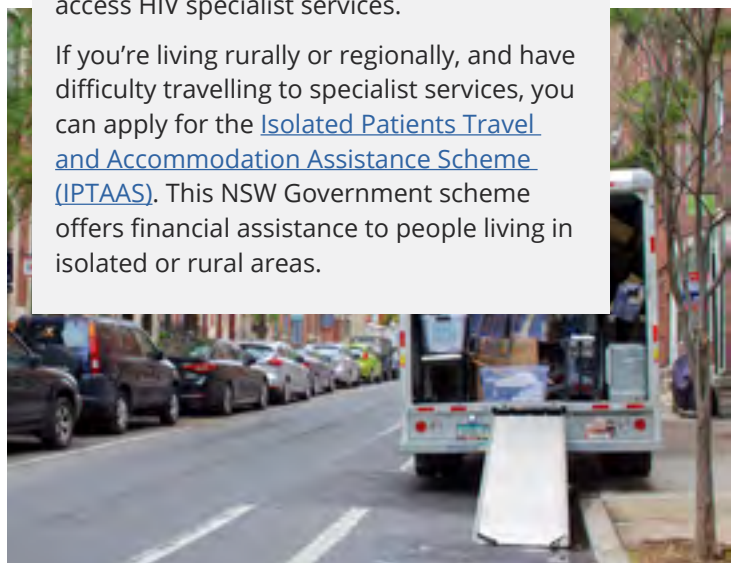 access HIV specialist services.
If you’re living rurally or regionally, and have
difficulty travelling to specialist services, you
can apply for the Isolated Patients Travel
and Accommodation Assistance Scheme
(IPTAAS). This NSW Government scheme
offers financial assistance to people living in
isolated or rural areas.